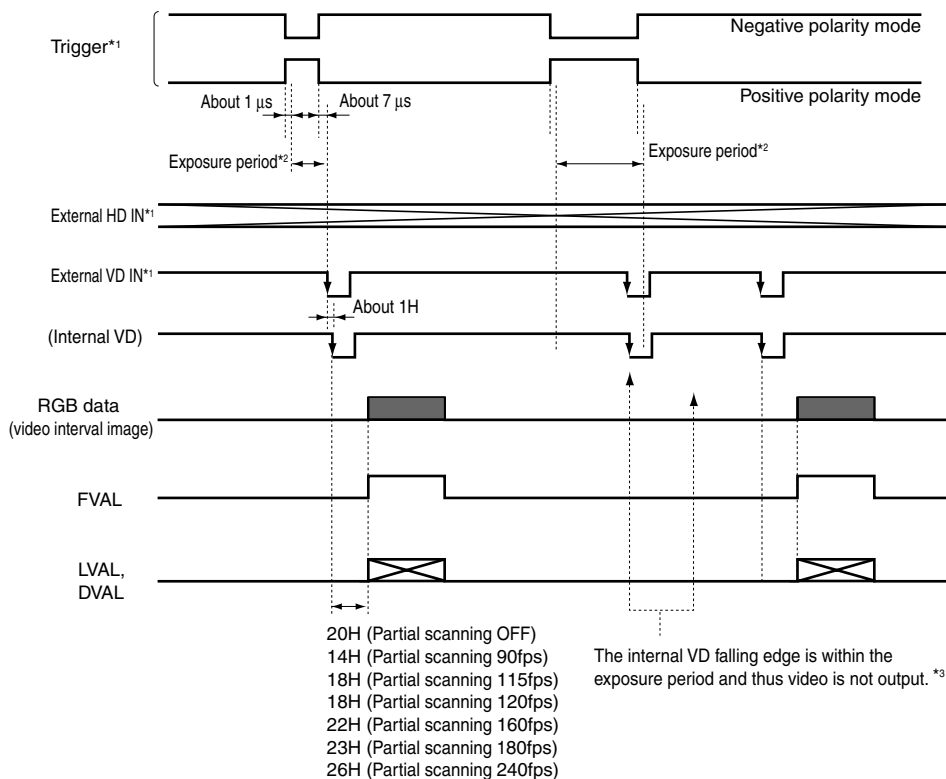 Negative polarity mode
Trigger*1
Positive polarity mode
About 1 µs
About 7 µs
Exposure period*2
Exposure period*2
External HD IN*1
External VD IN*1
About 1H
(Internal VD)
RGB data
(video interval image)
FVAL
LVAL,
DVAL
20H (Partial scanning OFF)
14H (Partial scanning 90fps)
18H (Partial scanning 115fps)
18H (Partial scanning 120fps)
22H (Partial scanning 160fps)
23H (Partial scanning 180fps)
26H (Partial scanning 240fps)
The internal VD falling edge is within the
exposure period and thus video is not output. *3